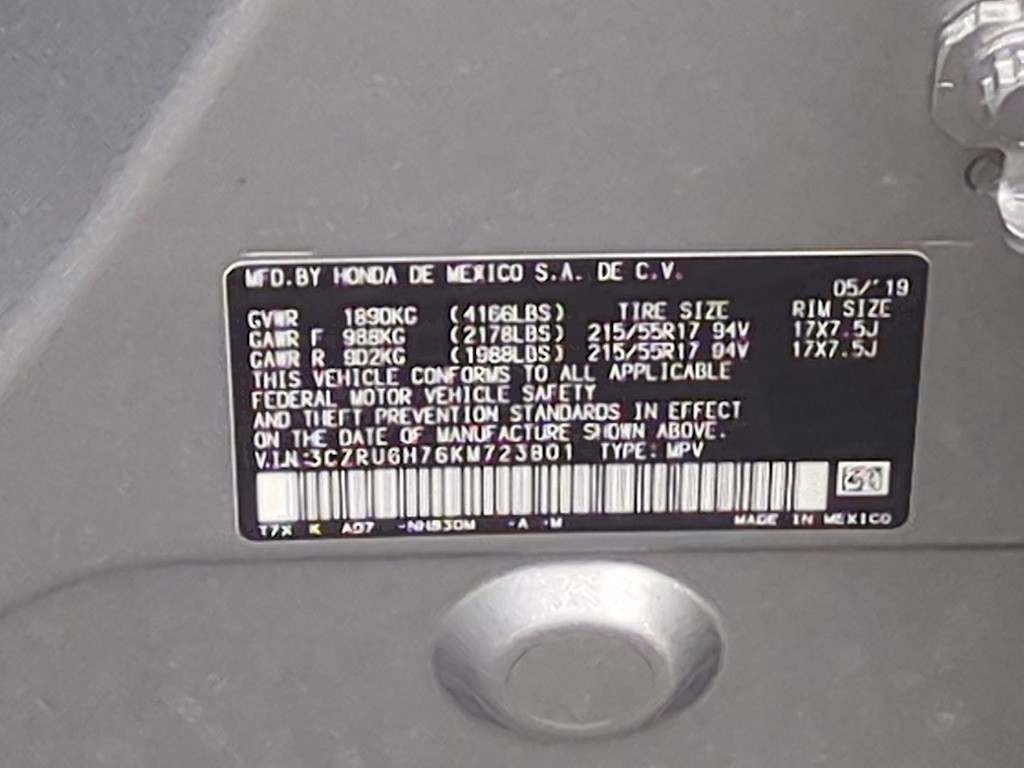 MFD.BY HONDA DE MEXICO S.A. DE C.V.
05/'19
GVWR 1890KG (4166LBS) TIRE SIZE RIM SIZE
GAWR F 988KG (2178LBS) 215/55R17 94V 17X7.5J
GAWR R 902KG (1988LBS) 215/55R17 94V 17X7.5J
THIS VEHICLE CONFORMS TO ALL APPLICABLE
FEDERAL MOTOR VEHICLE SAFETY
AND THEFT PREVENTION STANDARDS IN EFFECT
ON THE DATE OF MANUFACTURE SHOWN ABOVE.
V.I.N:3CZRU6H76KM723801 TYPE: MPV
T7X K A07 -NH830M -A -M MADE IN MEXICO